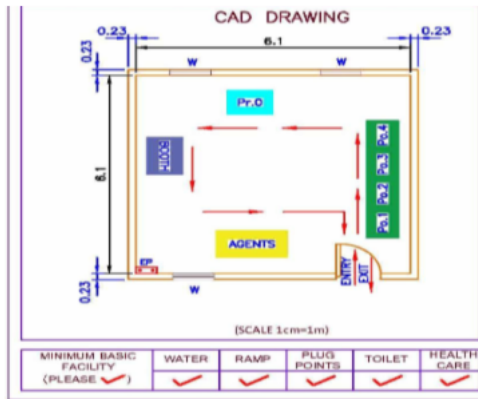 CAD DRAWING
0.23
6.1
0.23
0.23
W
W
Pr.O
BOOTH
6.1
Po.1 Po.2 Po.3 Po.4
AGENTS
EP
ENTRY
EXIT
0.23
W
(SCALE 1cm=1m)
MINIMUM BASIC
FACILITY
(PLEASE ✓)
WATER
RAMP
PLUG
POINTS
TOILET
HEALTH
CARE
✓ ✓ ✓ ✓ ✓